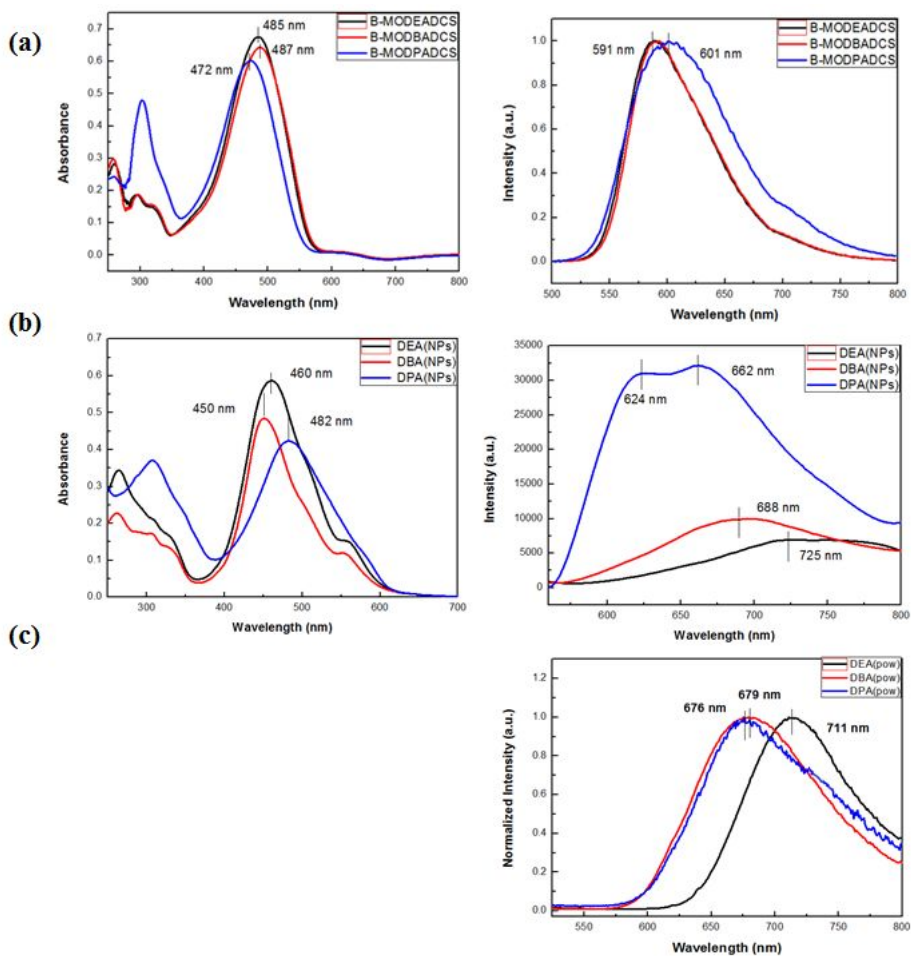 (a)
485 nm
487 nm
472 nm
B-MODEADCS
B-MODBADCS
B-MODPADCS
0.7
0.6
0.5
0.4
0.3
0.2
0.1
0.0
Absorbance
300
400
500
600
700
800
Wavelength (nm)
591 nm
601 nm
B-MODEADCS
B-MODBADCS
B-MODPADCS
1.0
0.8
0.6
0.4
0.2
0.0
Intensity (a.u.)
500
550
600
650
700
750
800
Wavelength (nm)
(b)
460 nm
450 nm
482 nm
DEA(NPs)
DBA(NPs)
DPA(NPs)
0.7
0.6
0.5
0.4
0.3
0.2
0.1
0.0
Absorbance
300
400
500
600
700
Wavelength (nm)
624 nm
662 nm
688 nm
725 nm
DEA(NPs)
DBA(NPs)
DPA(NPs)
35000
30000
25000
20000
15000
10000
5000
0
Intensity (a.u.)
600
650
700
750
800
Wavelength (nm)
(c)
676 nm
679 nm
711 nm
DEA(pow)
DBA(pow)
DPA(pow)
1.2
1.0
0.8
0.6
0.4
0.2
0.0
Normalized Intensity (a.u.)
550
600
650
700
750
800
Wavelength (nm)